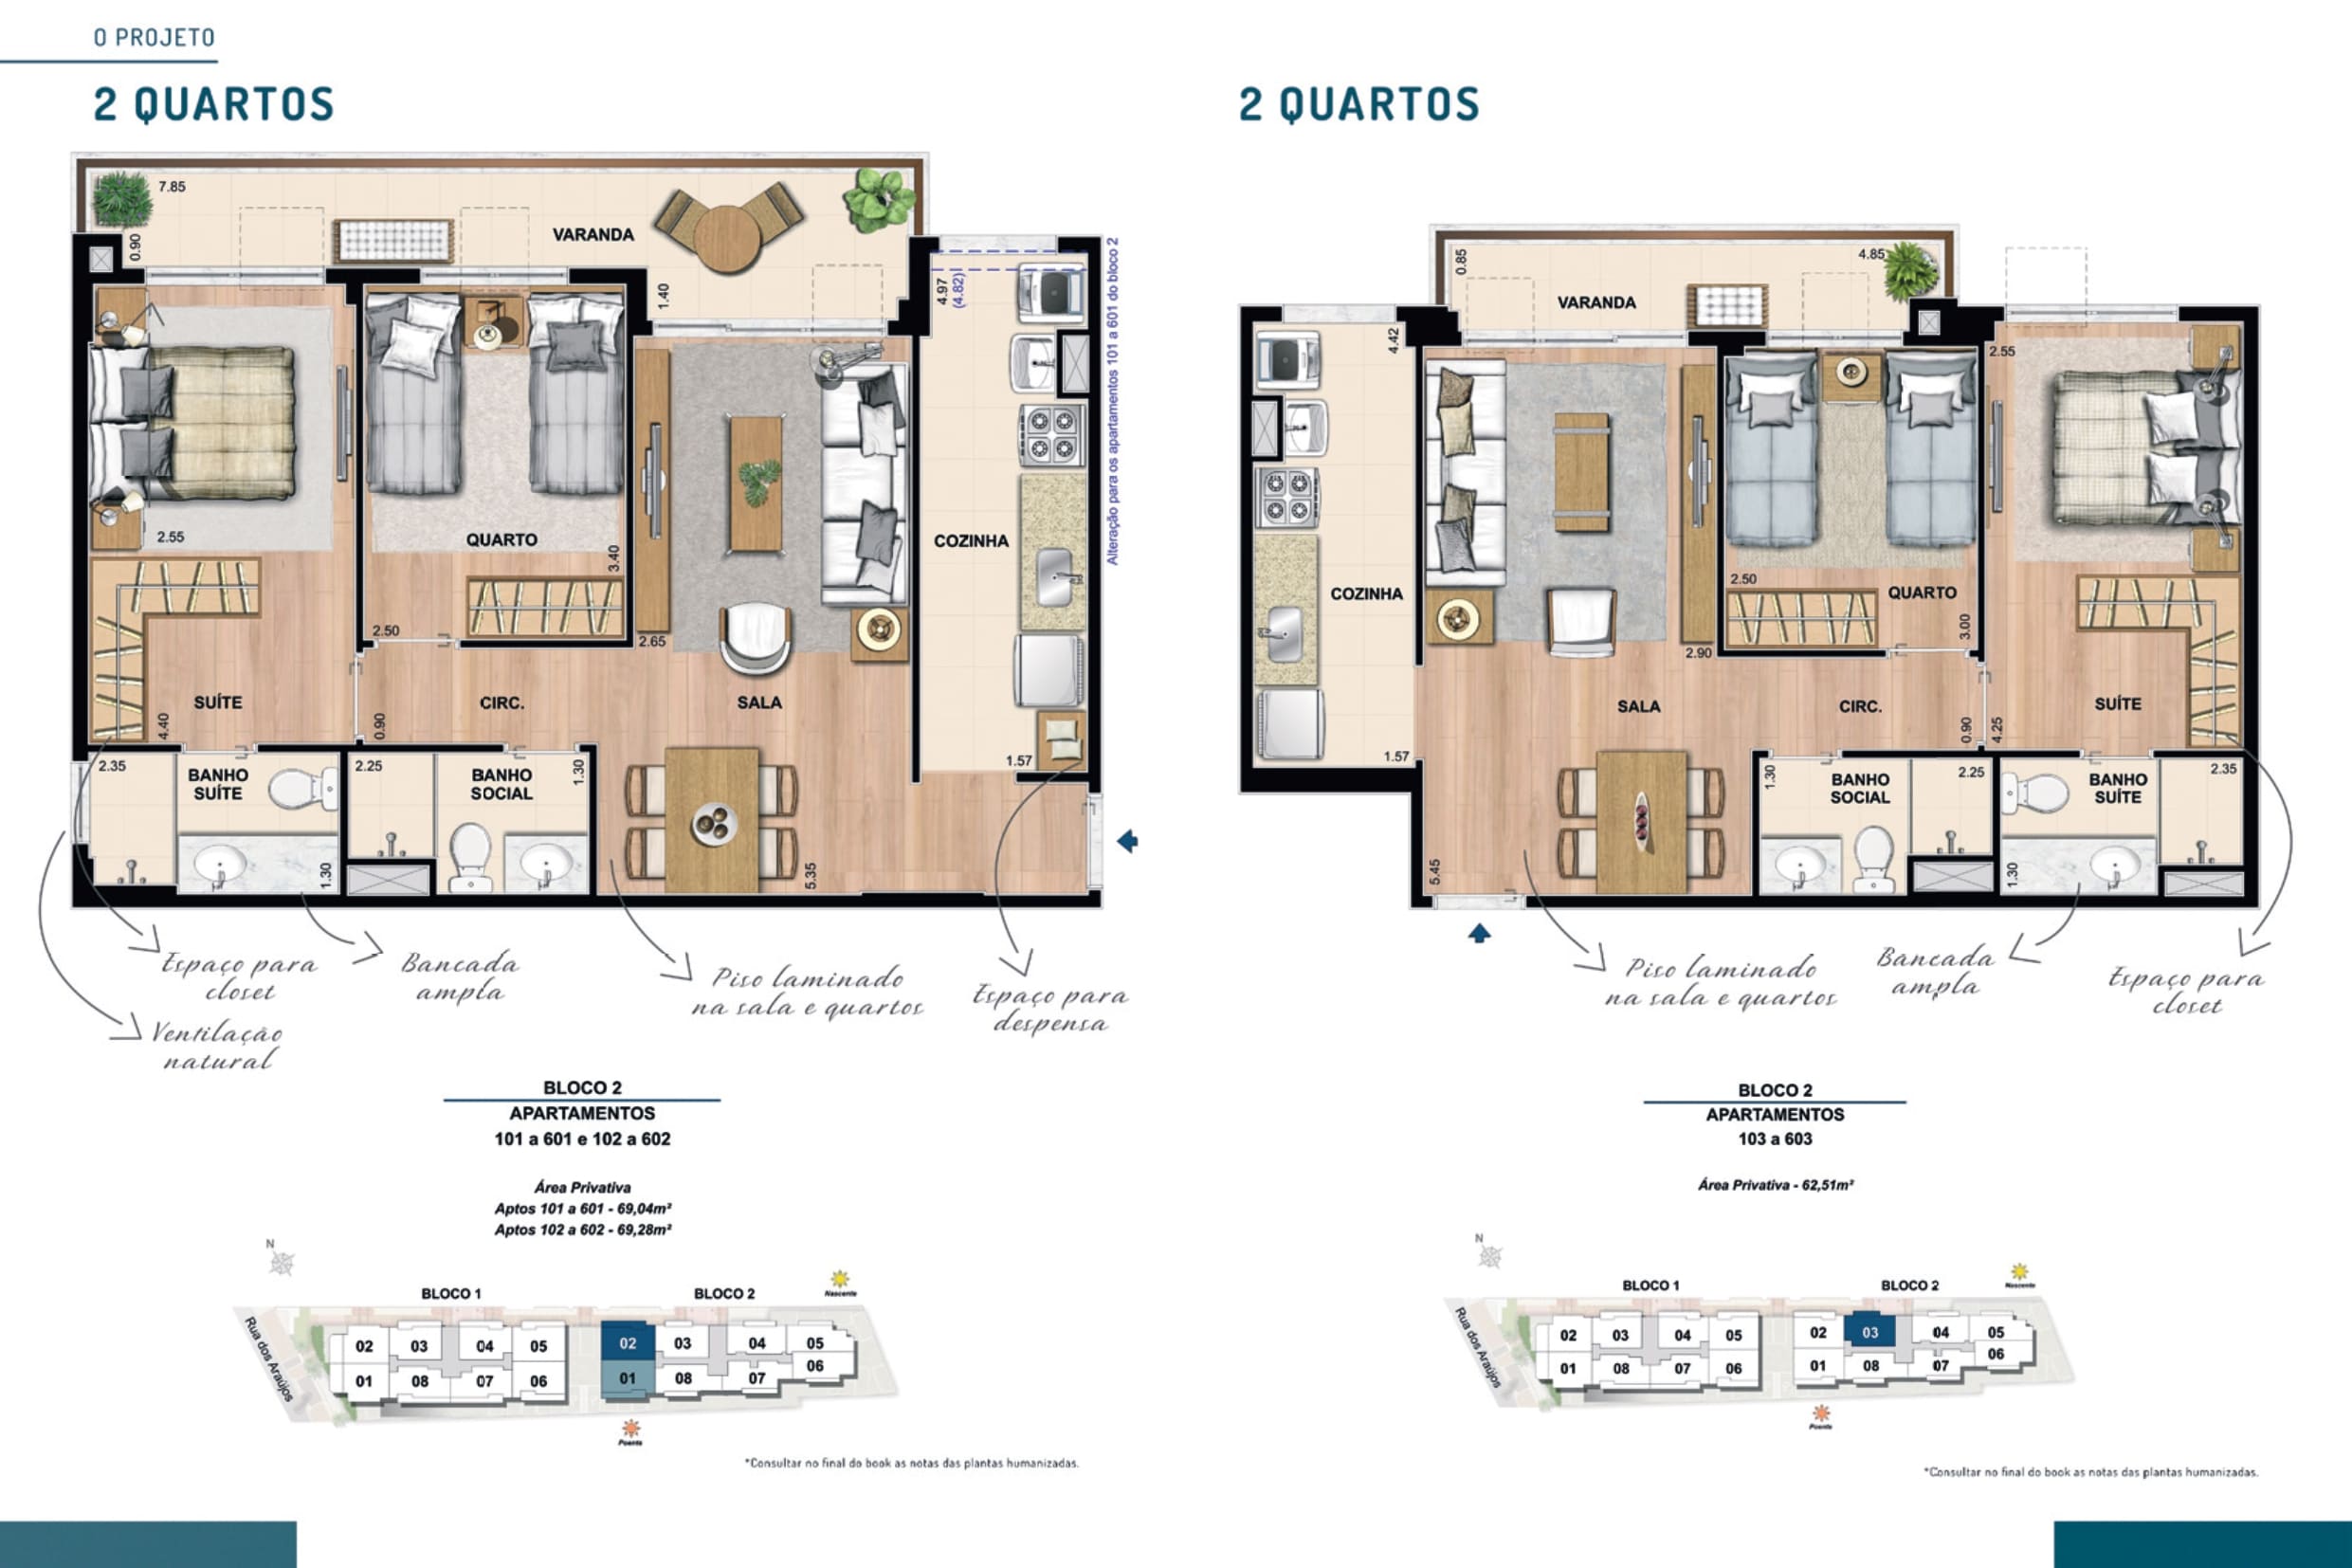 O PROJETO
2 QUARTOS
7.85
0.90
VARANDA
1.40
4.97
(4.82)
Alteração para os apartamentos 101 a 601 do bloco 2
2.55
QUARTO
3.40
COZINHA
2.50
2.65
SUÍTE
CIRC.
SALA
4.40
0.90
2.35
BANHO
SUÍTE
2.25
BANHO
SOCIAL
1.30
1.57
1.30
5.35
Espaço para
closet
Bancada
ampla
Piso laminado
na sala e quartos
Espaço para
despensa
Ventilação
natural
BLOCO 2
APARTAMENTOS
101 a 601 e 102 a 602
Área Privativa
Aptos 101 a 601 - 69,04m²
Aptos 102 a 602 - 69,28m²
N
BLOCO 1
BLOCO 2
Nascente
Rua dos Araújos
02 03 04 05
01 08 07 06
02 03 04 05
01 08 07 06
Poente
*Consultar no final do book as notas das plantas humanizadas.
2 QUARTOS
0.85
4.85
VARANDA
4.42
2.55
COZINHA
2.50
QUARTO
3.00
2.90
SALA
CIRC.
SUÍTE
0.90
4.25
1.57
1.30
BANHO
SOCIAL
2.25
BANHO
SUÍTE
2.35
5.45
1.30
Piso laminado
na sala e quartos
Bancada
ampla
Espaço para
closet
BLOCO 2
APARTAMENTOS
103 a 603
Área Privativa - 62,51m²
N
BLOCO 1
BLOCO 2
Nascente
Rua dos Araújos
02 03 04 05
01 08 07 06
02 03 04 05
01 08 07 06
Poente
*Consultar no final do book as notas das plantas humanizadas.